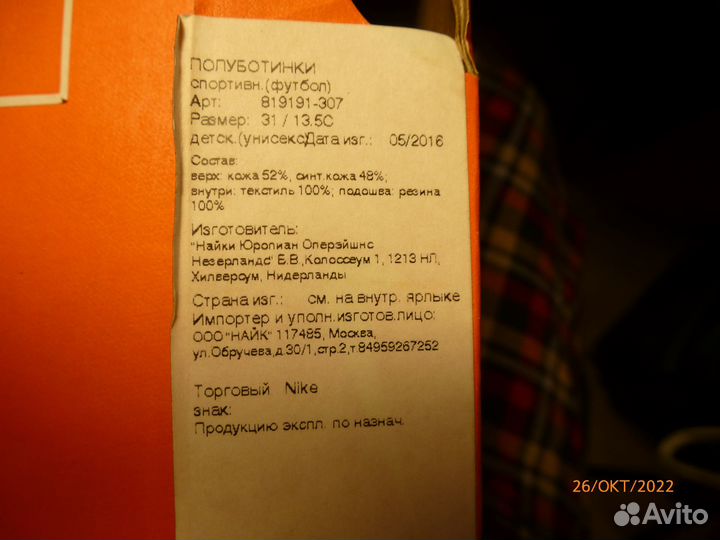 ПОЛУБОТИНКИ
спортивн.(футбол)
Арт: 819191-307
Размер: 31 / 13.5C
детск.(унисекс)Дата изг.: 05/2016
Состав:
верх: кожа 52%, синт.кожа 48%;
внутри: текстиль 100%; подошва: резина
100%
Изготовитель:
"Найки Юропиан Оперэйшнс
Незерландс" Б.В.,Колоссеум 1, 1213 НЛ,
Хилверсум, Нидерланды
Страна изг.: см. на внутр. ярлыке
Импортер и уполн.изготов.лицо:
ООО "НАЙК" 117485, Москва,
ул.Обручева,д.30/1,стр.2,т84959267252
Торговый Nike
знак:
Продукцию экспл. по назнач.
26/ОКТ/2022
Avito